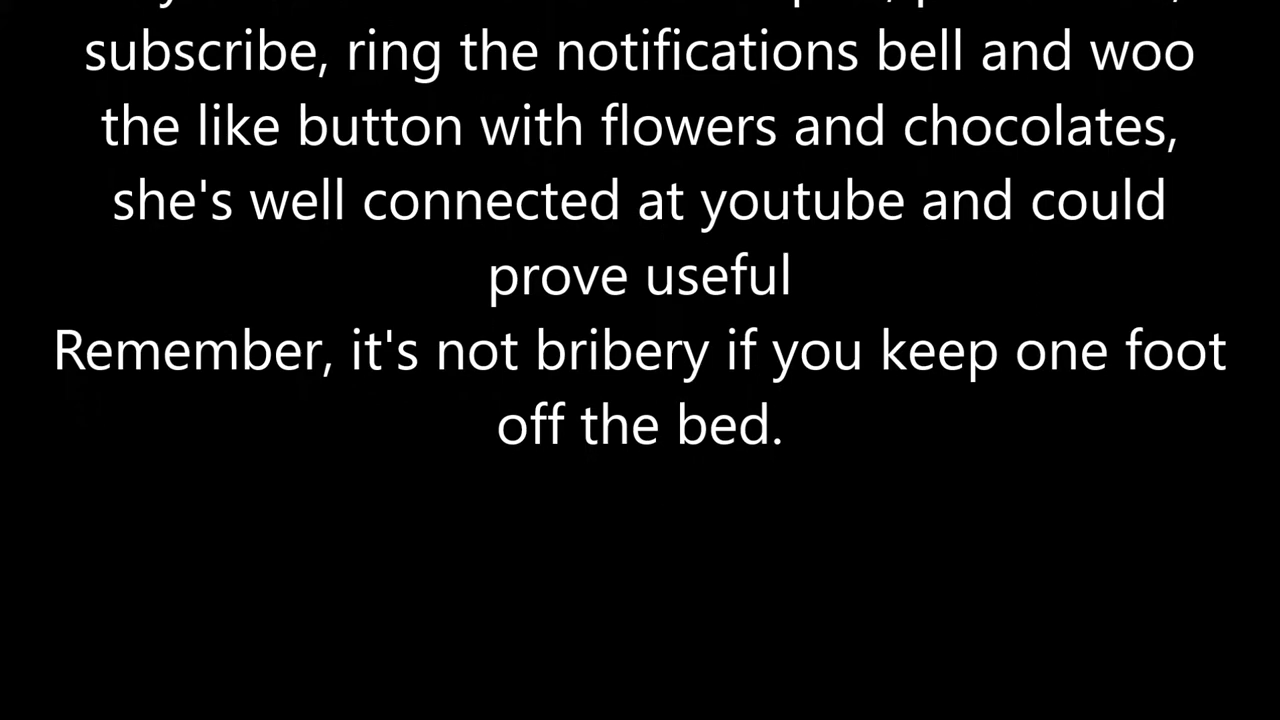 subscribe, ring the notifications bell and woo
the like button with flowers and chocolates,
she's well connected at youtube and could
prove useful
Remember, it's not bribery if you keep one foot
off the bed.